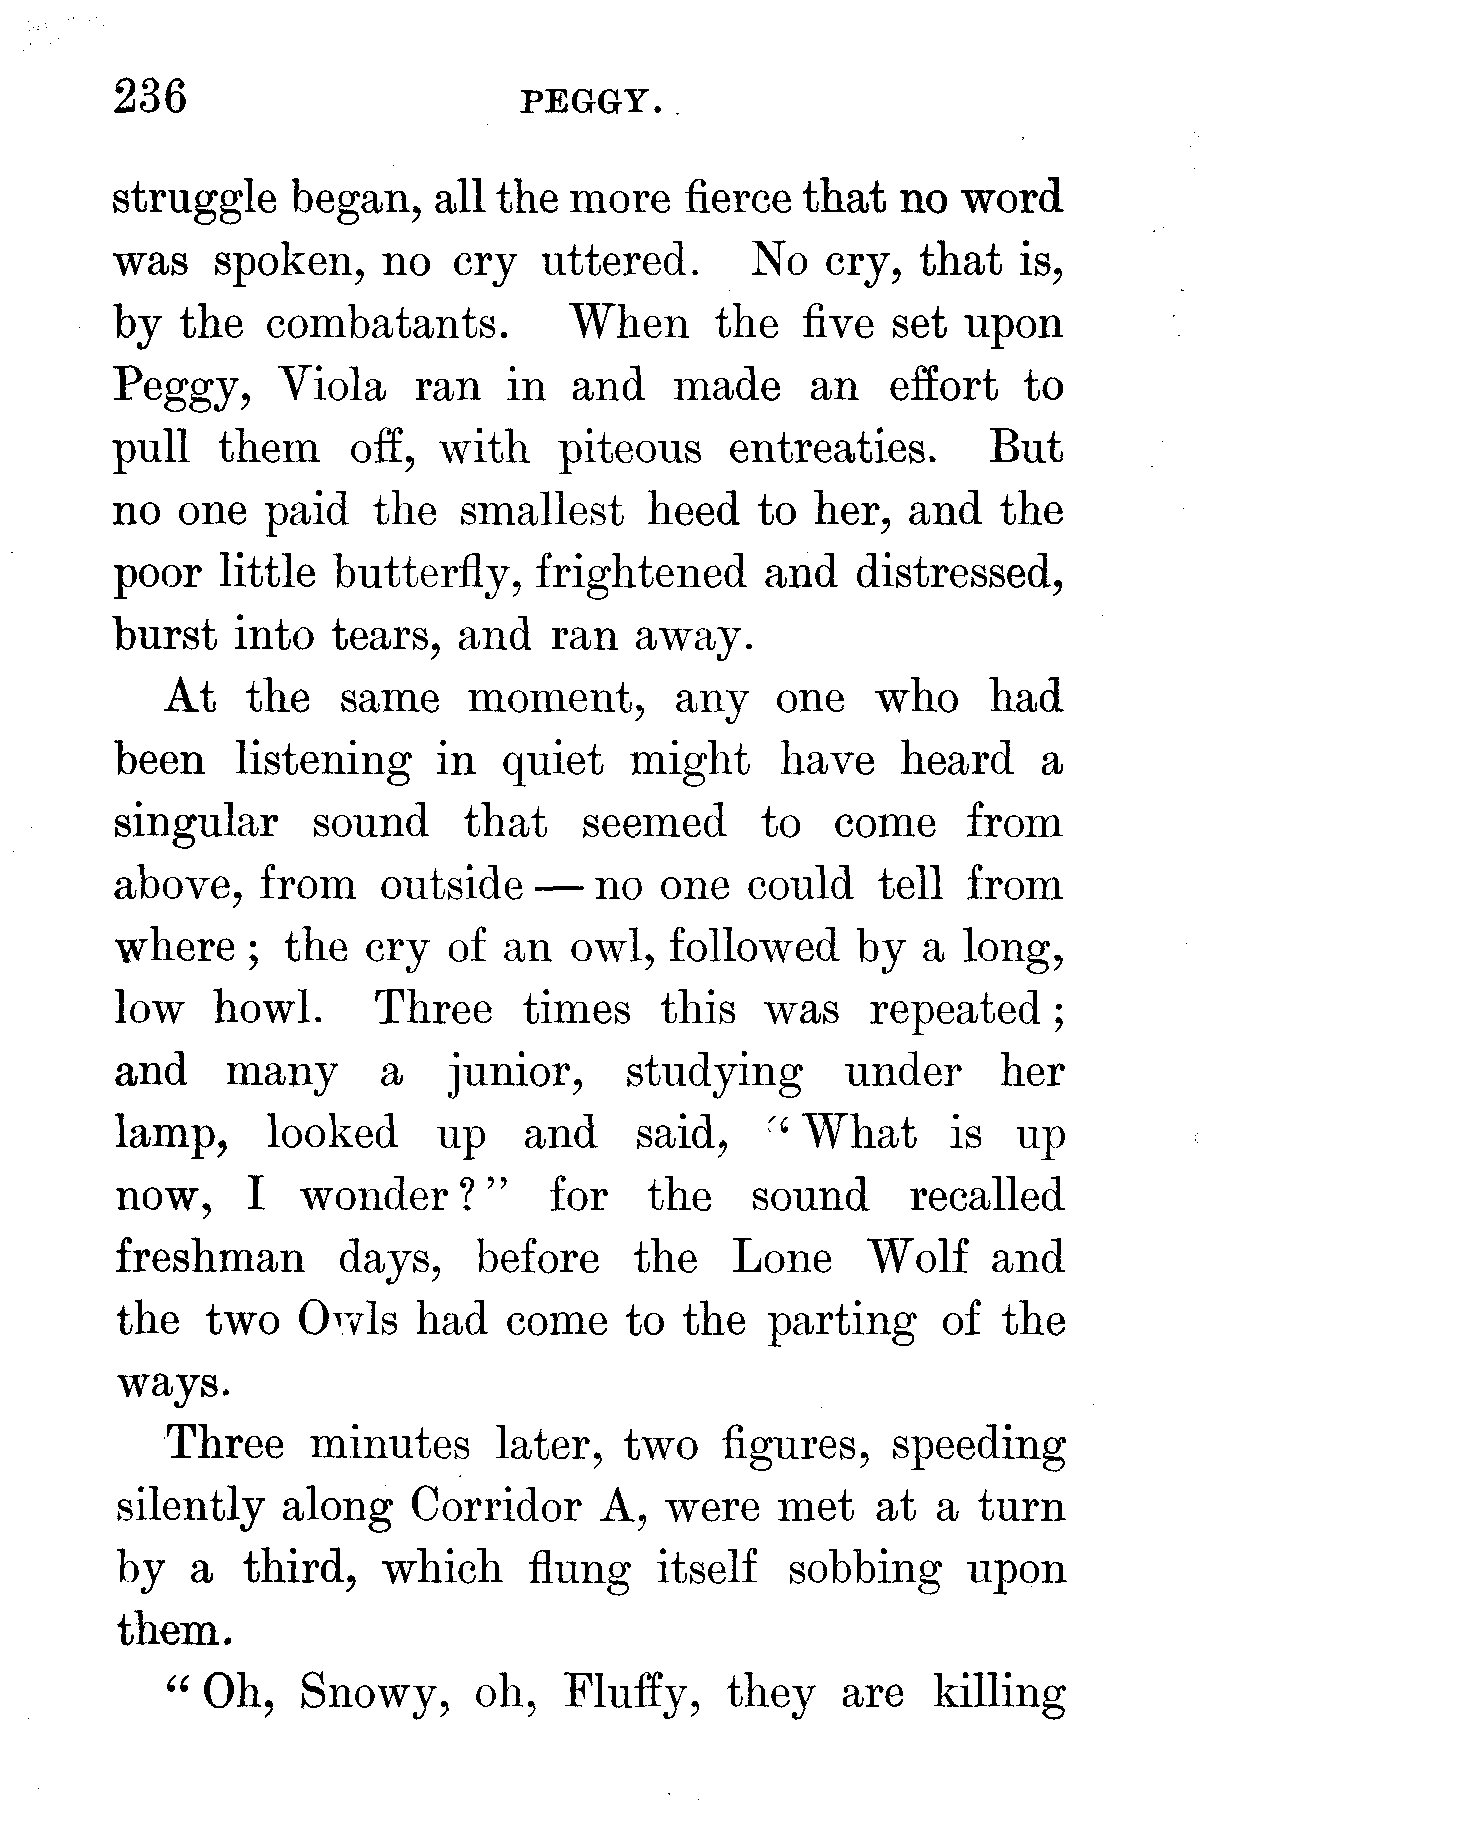 236 PEGGY.
struggle began, all the more fierce that no word
was spoken, no cry uttered. No cry, that is,
by the combatants. When the five set upon
Peggy, Viola ran in and made an effort to
pull them off, with piteous entreaties. But
no one paid the smallest heed to her, and the
poor little butterfly, frightened and distressed,
burst into tears, and ran away.
At the same moment, any one who had
been listening in quiet might have heard a
singular sound that seemed to come from
above, from outside — no one could tell from
where ; the cry of an owl, followed by a long,
low howl. Three times this was repeated ;
and many a junior, studying under her
lamp, looked up and said, “ What is up
now, I wonder ? ” for the sound recalled
freshman days, before the Lone Wolf and
the two Owls had come to the parting of the
ways.
Three minutes later, two figures, speeding
silently along Corridor A, were met at a turn
by a third, which flung itself sobbing upon
them.
“ Oh, Snowy, oh, Fluffy, they are killing